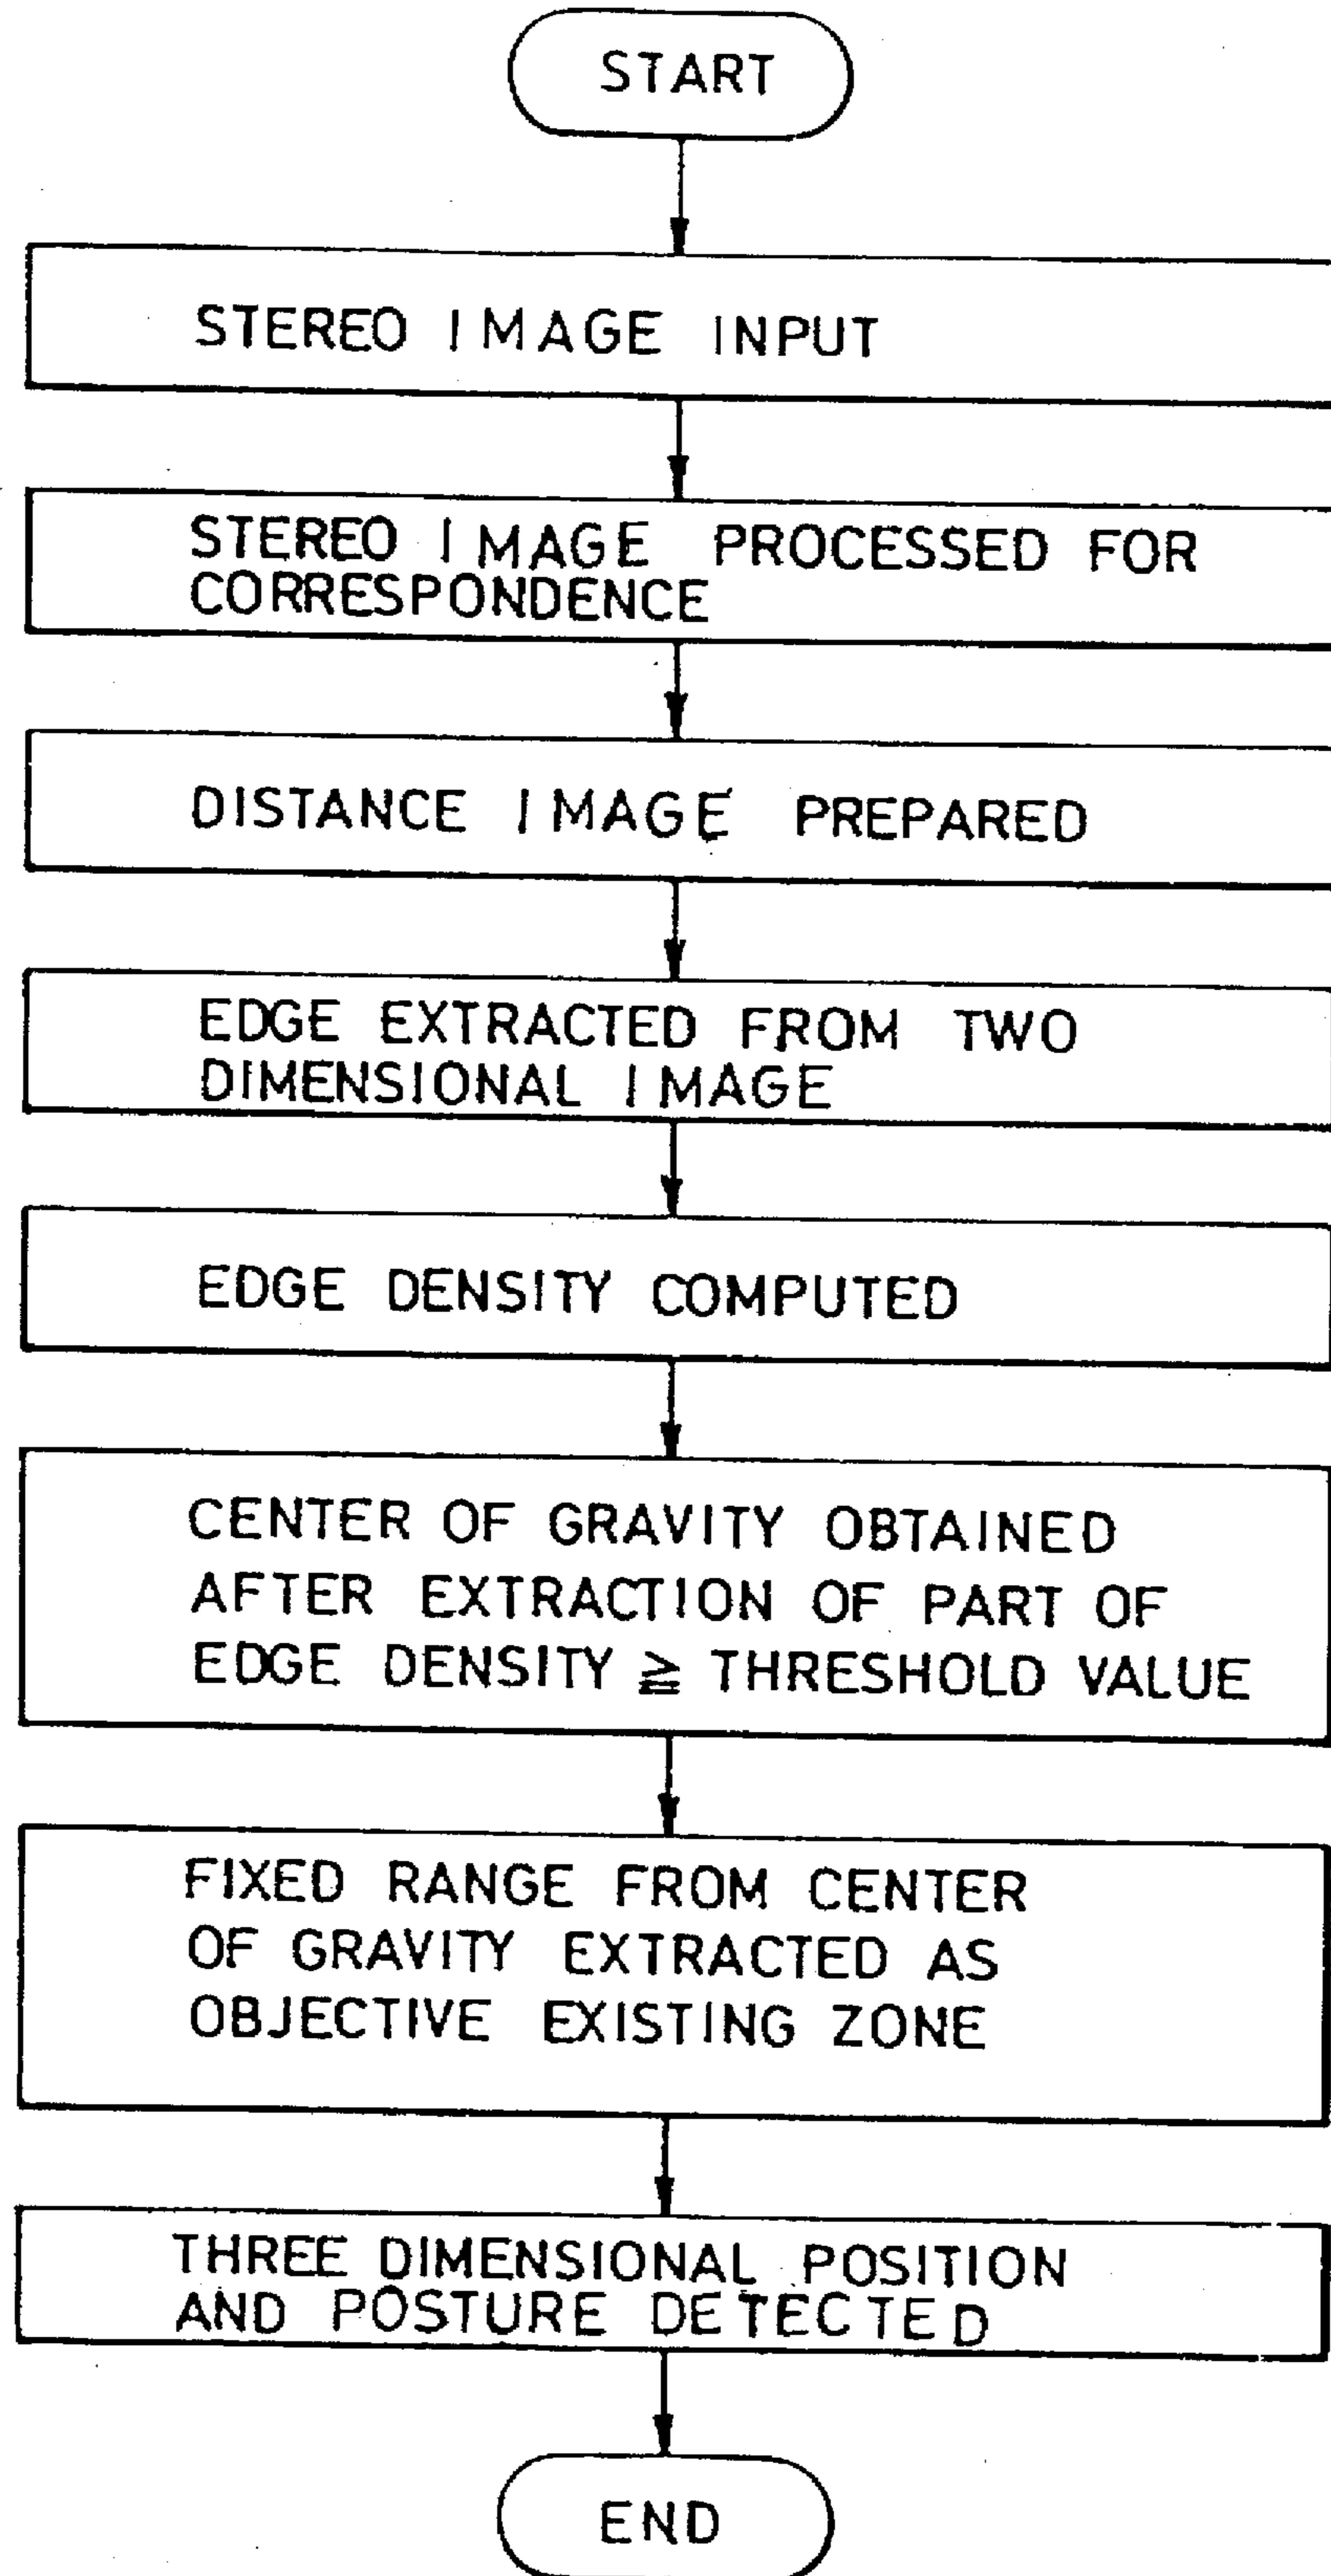 START
STEREO IMAGE INPUT
STEREO IMAGE PROCESSED FOR
CORRESPONDENCE
DISTANCE IMAGE PREPARED
EDGE EXTRACTED FROM TWO
DIMENSIONAL IMAGE
EDGE DENSITY COMPUTED
CENTER OF GRAVITY OBTAINED
AFTER EXTRACTION OF PART OF
EDGE DENSITY ≧ THRESHOLD VALUE
FIXED RANGE FROM CENTER
OF GRAVITY EXTRACTED AS
OBJECTIVE EXISTING ZONE
THREE DIMENSIONAL POSITION
AND POSTURE DETECTED
END